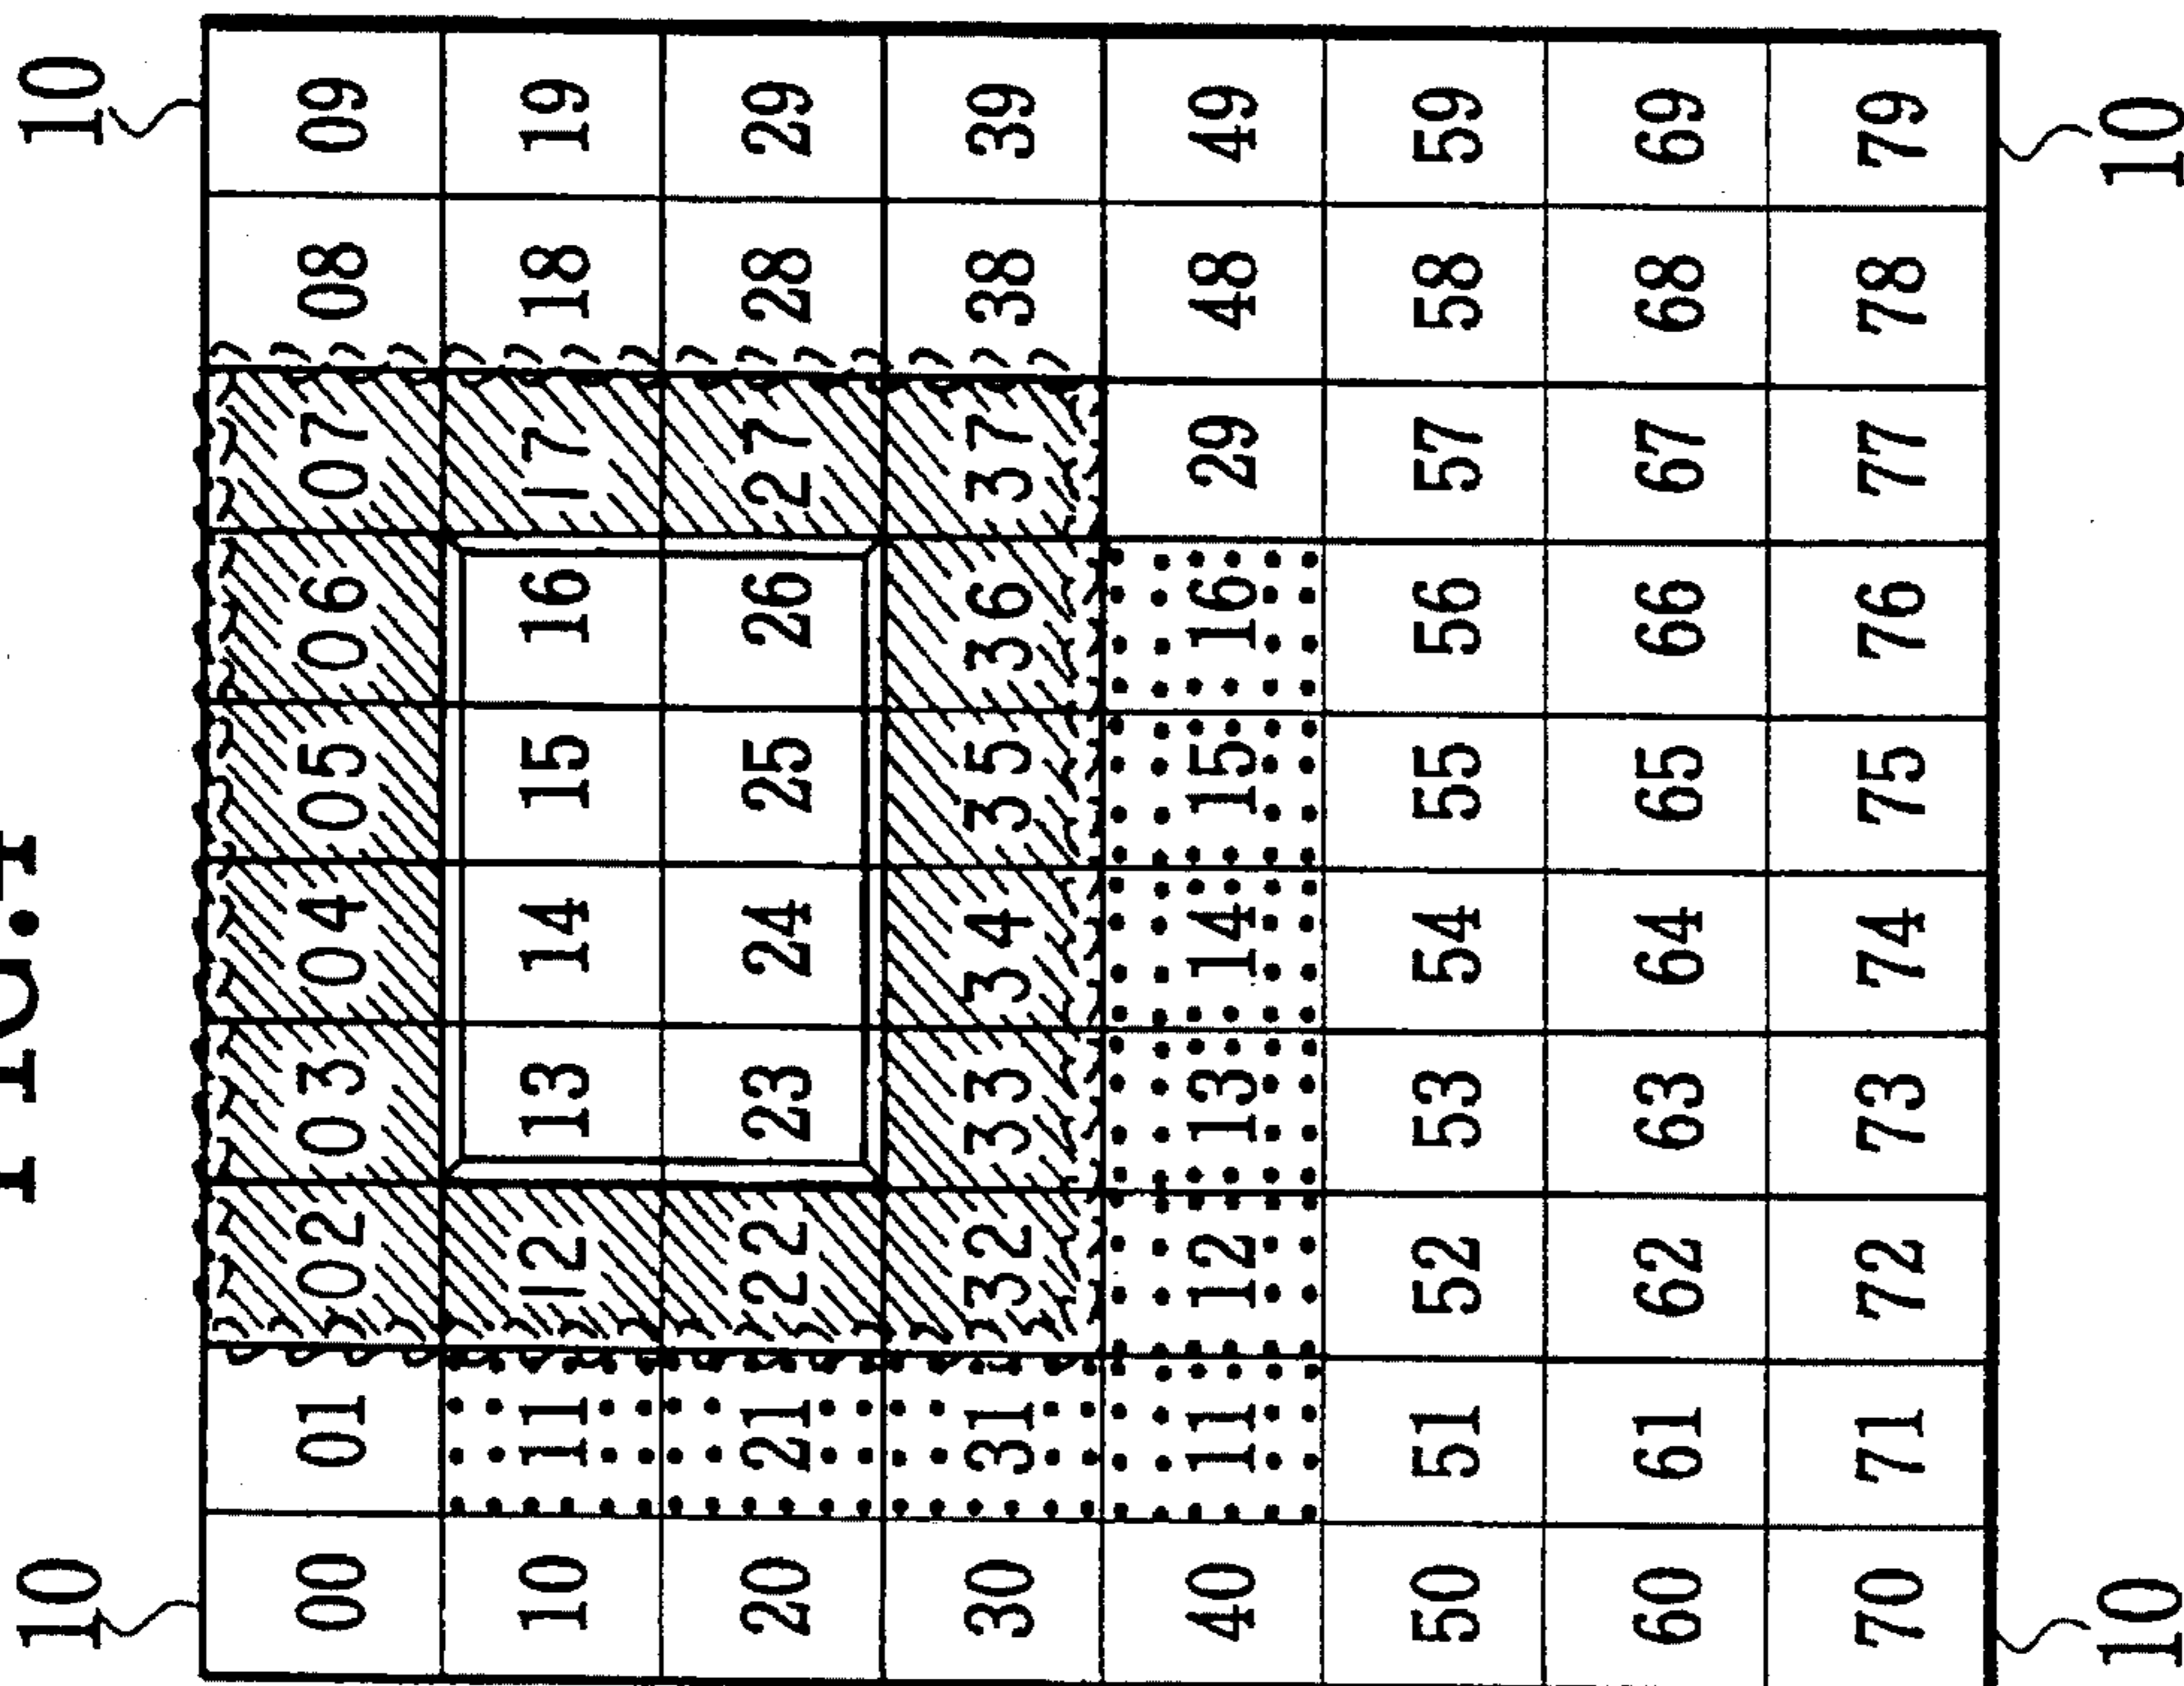 FIG.4
10 10
00 01 02 03 04 05 06 07 08 09
10 11 12 13 14 15 16 17 18 19
20 21 22 23 24 25 26 27 28 29
30 31 32 33 34 35 36 37 38 39
40 11 12 13 14 15 16 29 48 49
50 51 52 53 54 55 56 57 58 59
60 61 62 63 64 65 66 67 68 69
70 71 72 73 74 75 76 77 78 79
10 10